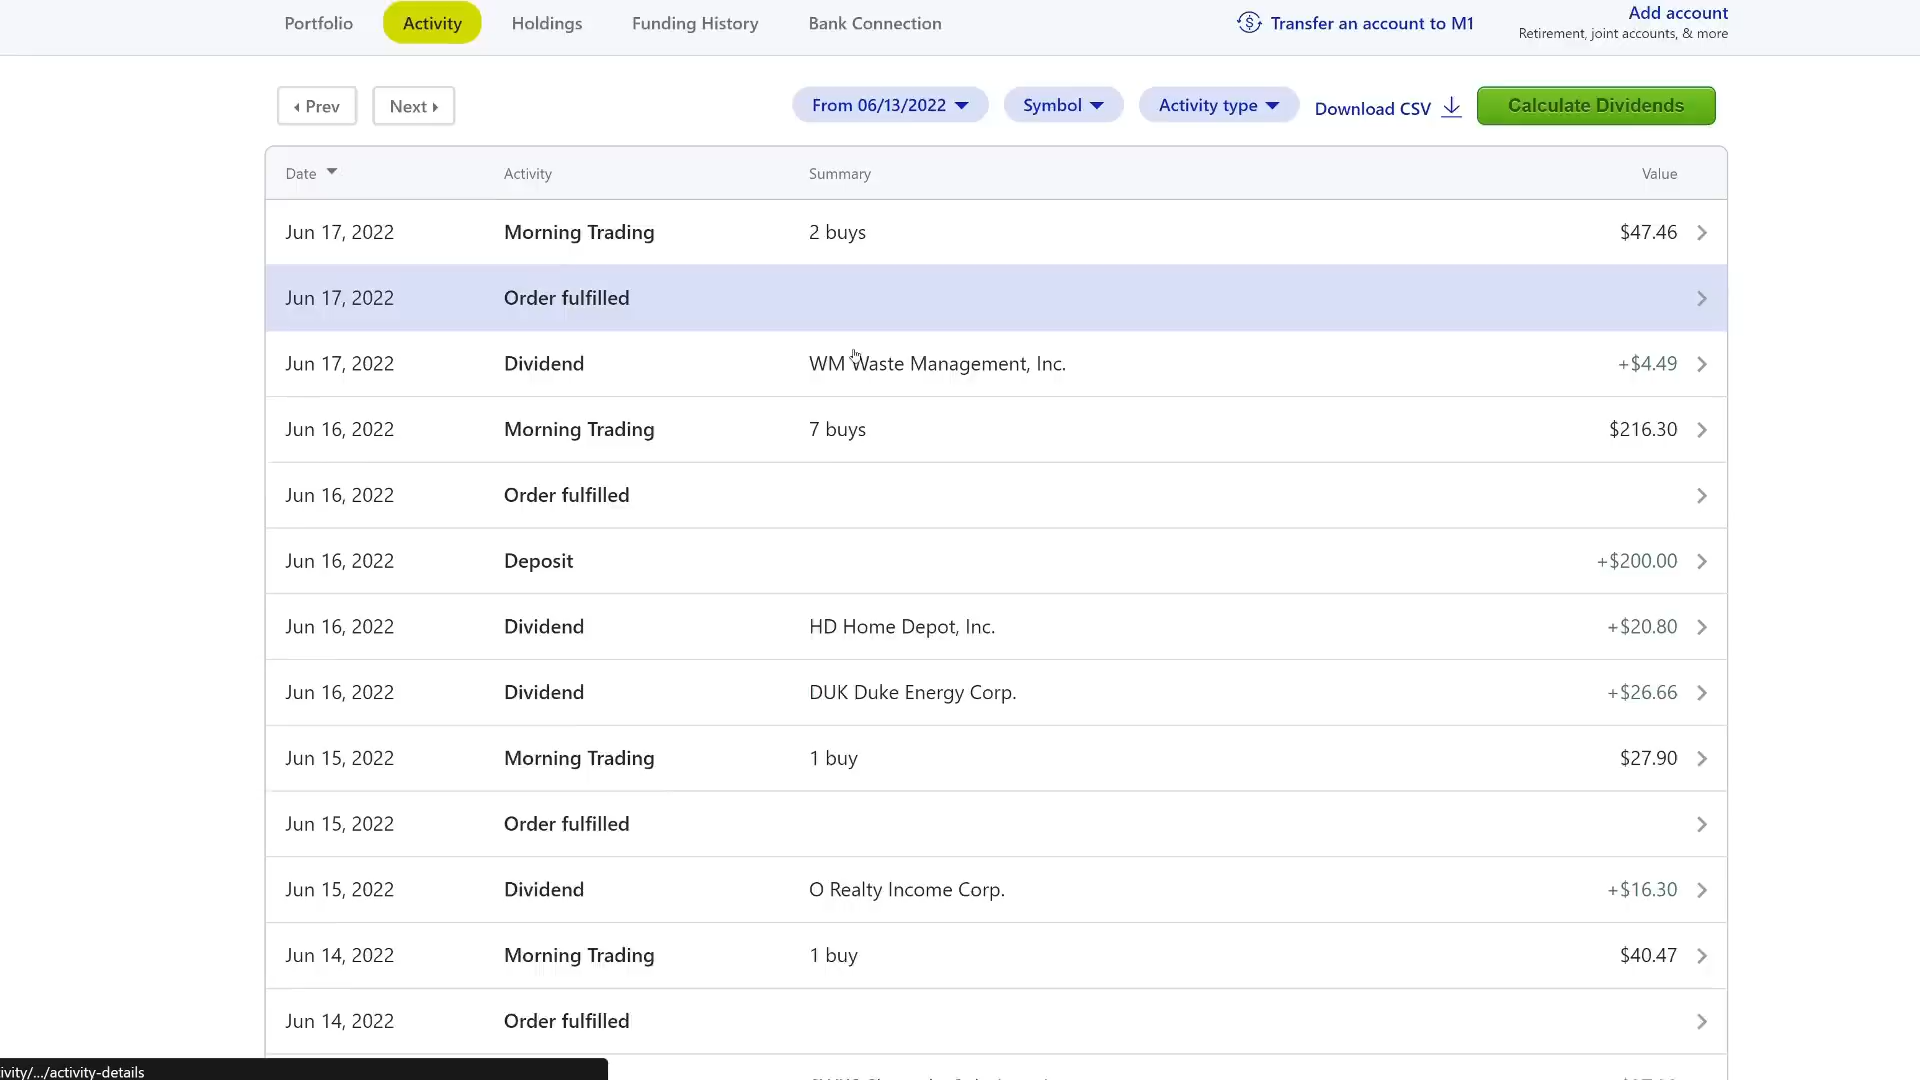 Portfolio Activity Holdings Funding History Bank Connection Transfer an account to M1 Add account
Retirement, joint accounts, & more
Prev Next From 06/13/2022 Symbol Activity type Download CSV Calculate Dividends
Date Activity Summary Value
Jun 17, 2022 Morning Trading 2 buys $47.46
Jun 17, 2022 Order fulfilled
Jun 17, 2022 Dividend WM Waste Management, Inc. +$4.49
Jun 16, 2022 Morning Trading 7 buys $216.30
Jun 16, 2022 Order fulfilled
Jun 16, 2022 Deposit +$200.00
Jun 16, 2022 Dividend HD Home Depot, Inc. +$20.80
Jun 16, 2022 Dividend DUK Duke Energy Corp. +$26.66
Jun 15, 2022 Morning Trading 1 buy $27.90
Jun 15, 2022 Order fulfilled
Jun 15, 2022 Dividend O Realty Income Corp. +$16.30
Jun 14, 2022 Morning Trading 1 buy $40.47
Jun 14, 2022 Order fulfilled
ivity/.../activity-details